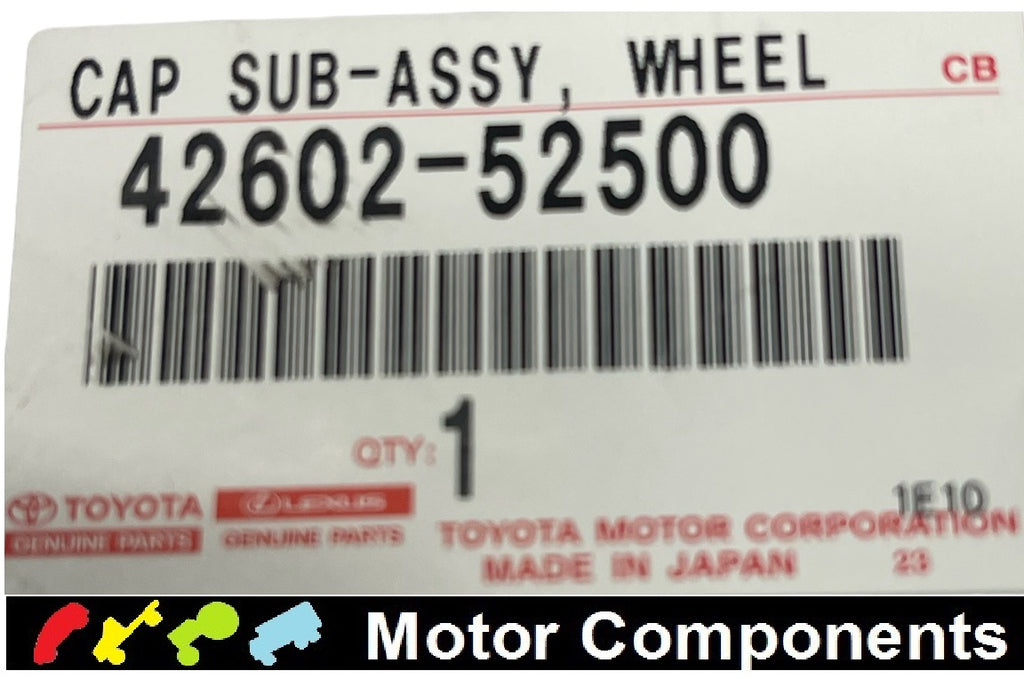 CAP SUB-ASSY, WHEEL CB
42602-52500
QTY: 1
TOYOTA LEXUS 1E10
GENUINE PARTS GENUINE PARTS TOYOTA MOTOR CORPORATION
MADE IN JAPAN 23
Motor Components